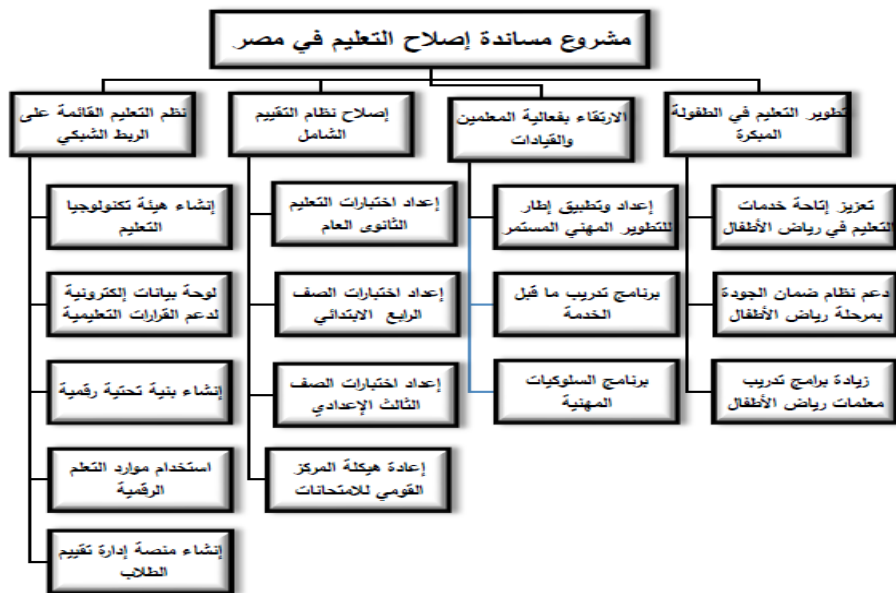 مشروع مساندة إصلاح التعليم في مصر
تطوير التعليم في الطفولة
المبكرة
تعزيز إتاحة خدمات
التعليم في رياض الأطفال
دعم نظام ضمان الجودة
بمرحلة رياض الأطفال
زيادة برامج تدريب
معلمات رياض الأطفال
الارتقاء بفعالية المعلمين
والقيادات
إعداد وتطبيق إطار
للتطوير المهني المستمر
برنامج تدريب ما قبل
الخدمة
برنامج السلوكيات
المهنية
إصلاح نظام التقييم
الشامل
إعداد اختبارات التعليم
الثانوى العام
إعداد اختبارات الصف
الرابع الابتدائي
إعداد اختبارات الصف
الثالث الإعدادي
إعادة هيكلة المركز
القومي للامتحانات
نظم التعليم القائمة على
الربط الشبكي
إنشاء هيئة تكنولوجيا
التعليم
لوحة بيانات إلكترونية
لدعم القرارات التعليمية
إنشاء بنية تحتية رقمية
استخدام موارد التعلم
الرقمية
إنشاء منصة إدارة تقييم
الطلاب